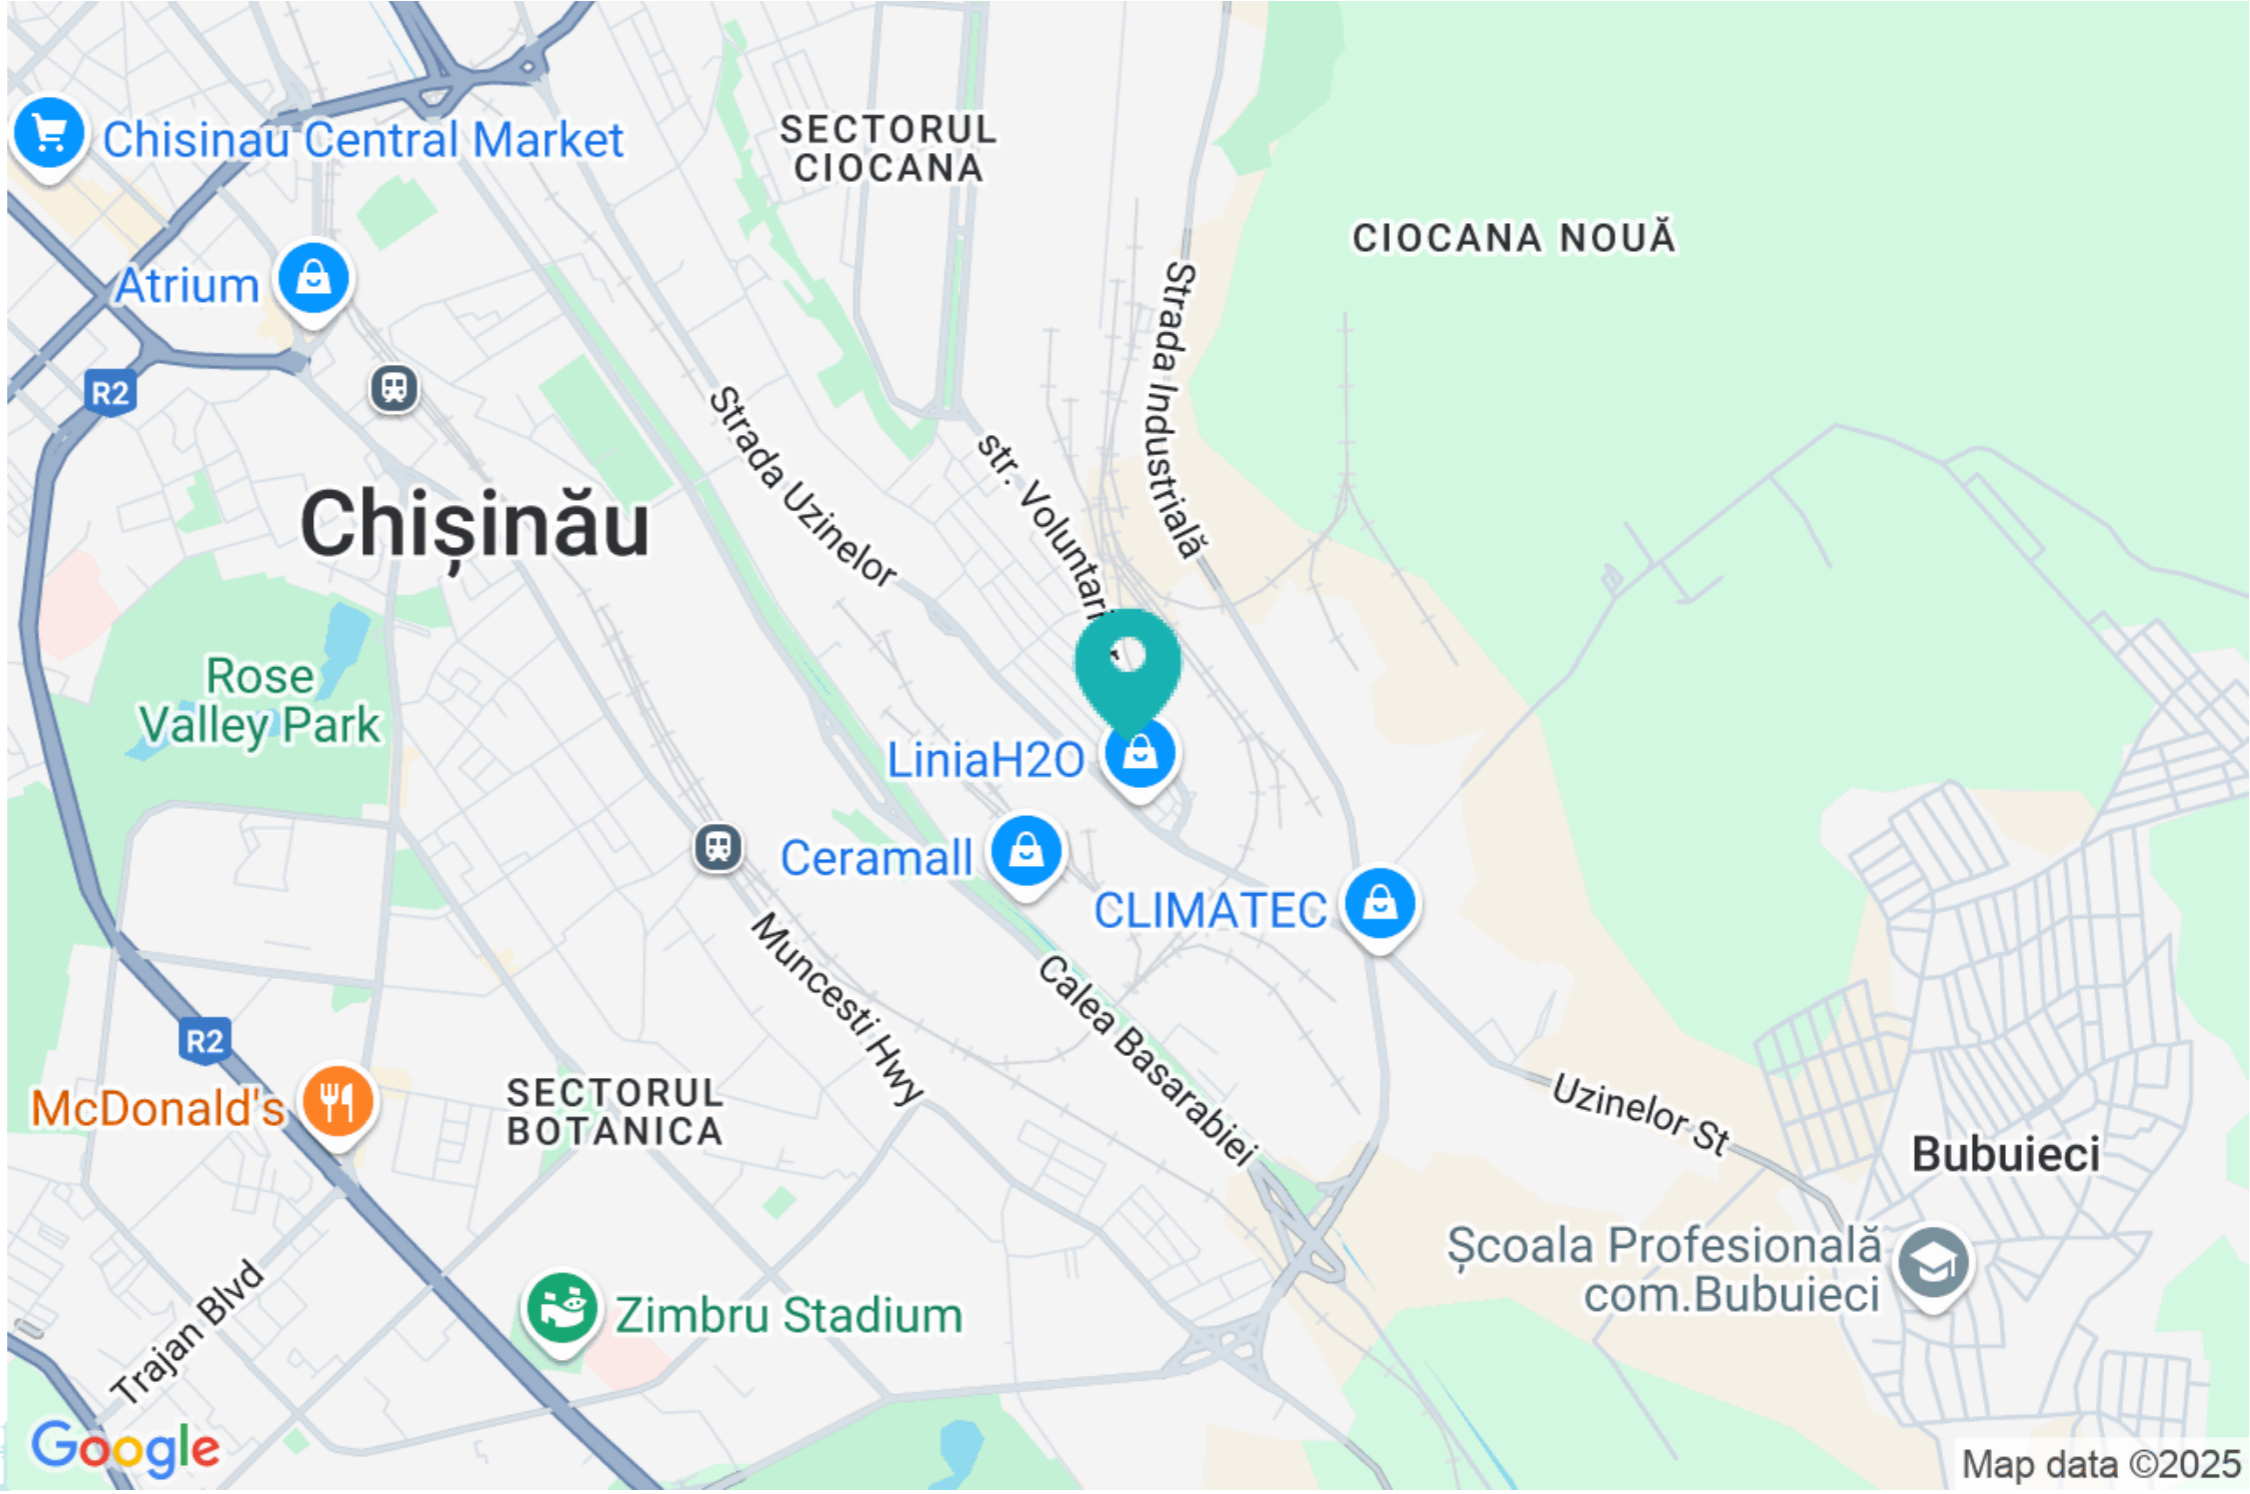 SECTORUL
CIOCANA
Chisinau Central Market
CIOCANA NOUĂ
Atrium
Strada Industrială
R2
Strada Uzinelor
str. Voluntari
Chișinău
Rose
Valley Park
LiniaH2O
Ceramall
CLIMATEC
Muncesti Hwy
Calea Basarabiei
R2
McDonald's
SECTORUL
BOTANICA
Uzinelor St
Bubuieci
Școala Profesională
com.Bubuieci
Zimbru Stadium
Trajan Blvd
Google
Map data ©2025